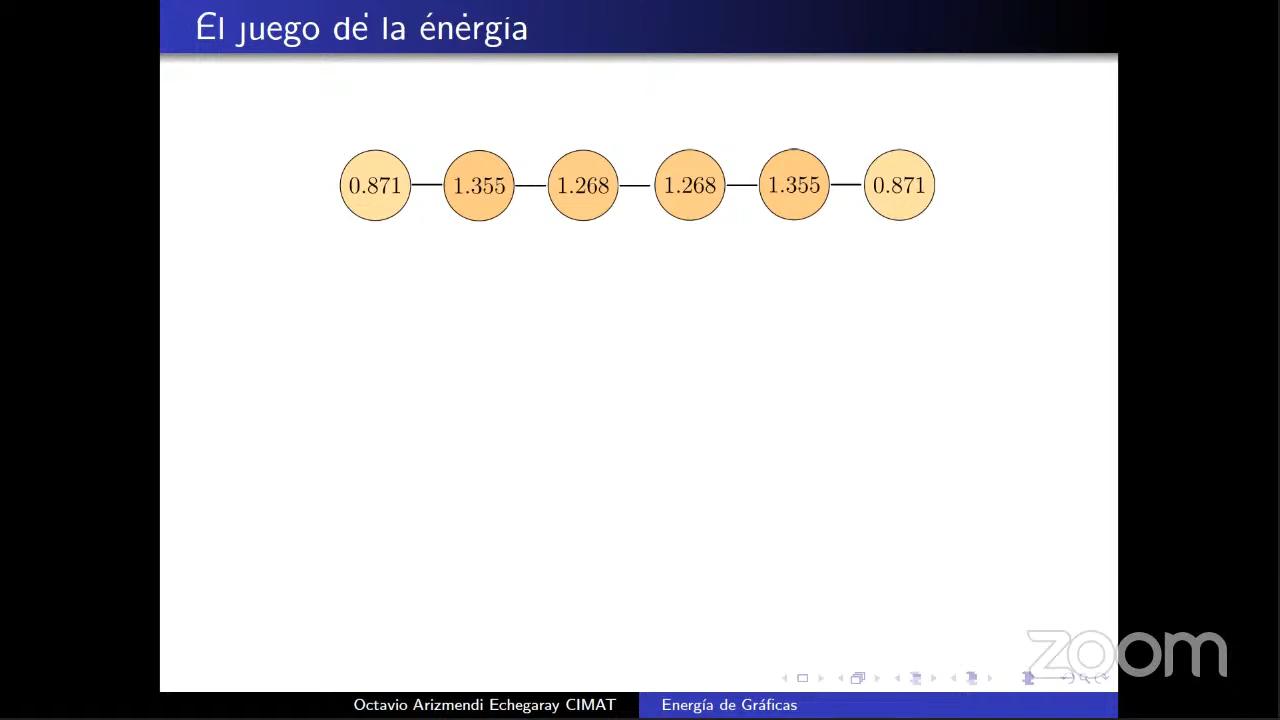 El juego de la énergía
0.871 1.355 1.268 1.268 1.355 0.871
zoom
Octavio Arizmendi Echegaray CIMAT Energía de Gráficas